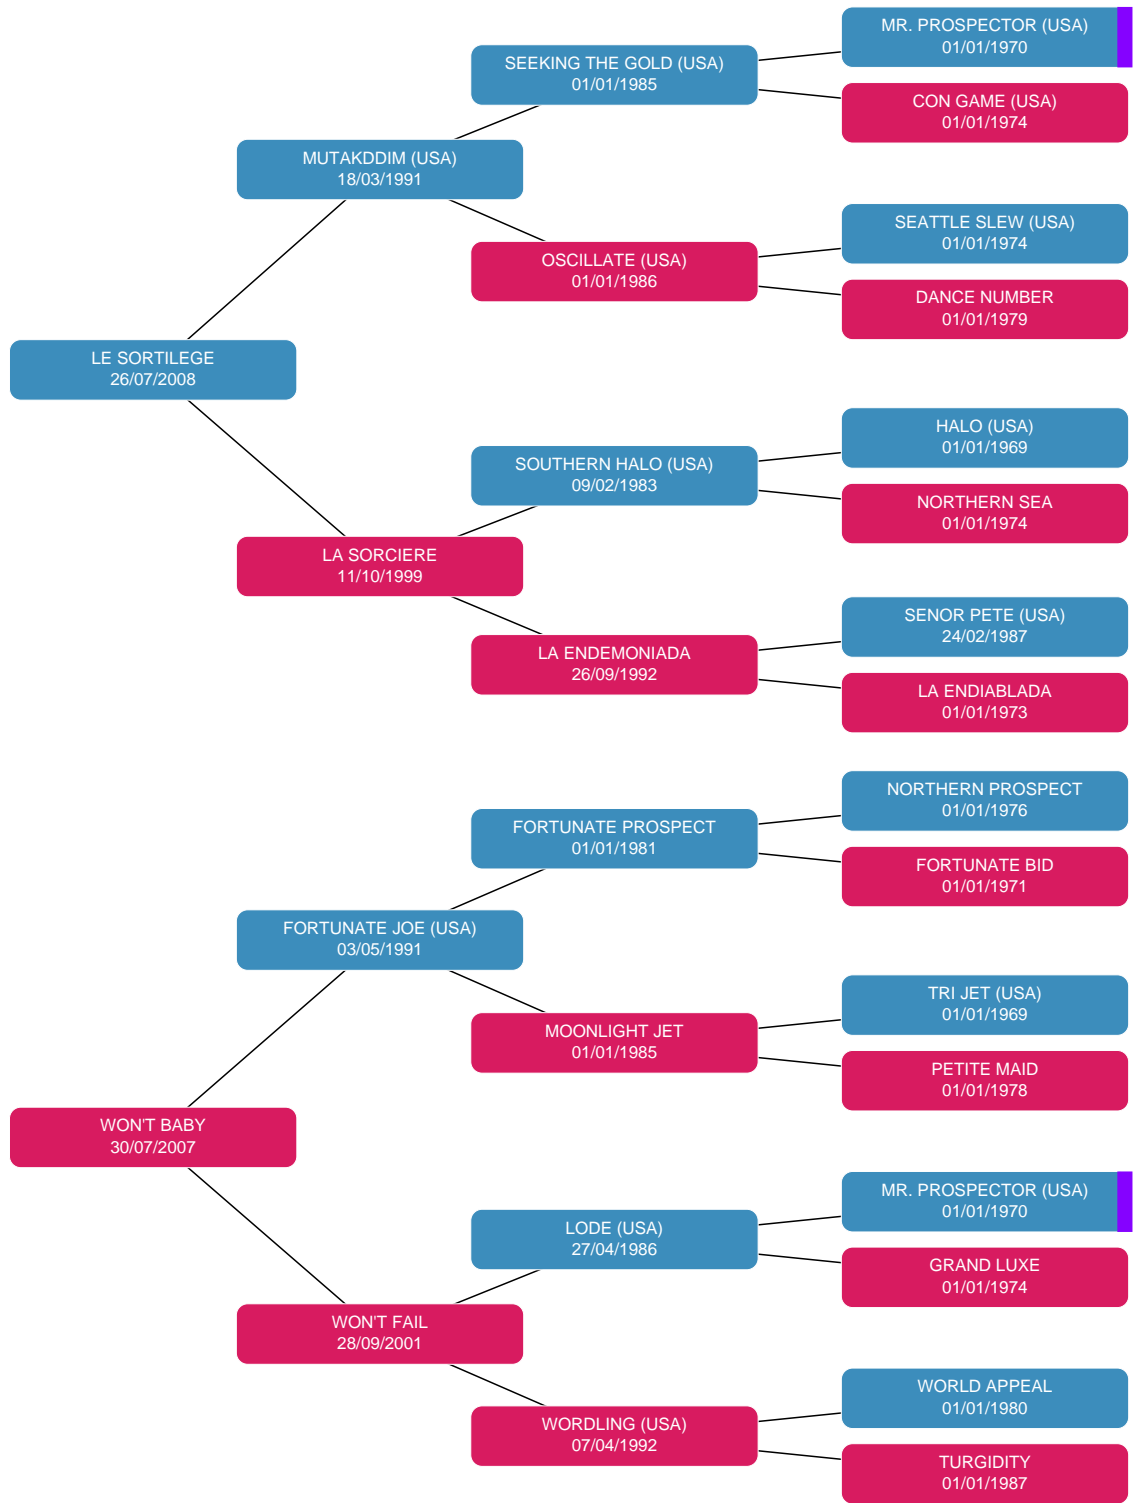 MR. PROSPECTOR (USA)
01/01/1970
SEEKING THE GOLD (USA)
01/01/1985
CON GAME (USA)
01/01/1974
MUTAKDDIM (USA)
18/03/1991
SEATTLE SLEW (USA)
01/01/1974
OSCILLATE (USA)
01/01/1986
DANCE NUMBER
01/01/1979
LE SORTILEGE
26/07/2008
HALO (USA)
01/01/1969
SOUTHERN HALO (USA)
09/02/1983
NORTHERN SEA
01/01/1974
LA SORCIERE
11/10/1999
SENOR PETE (USA)
24/02/1987
LA ENDEMONIADA
26/09/1992
LA ENDIABLADA
01/01/1973
NORTHERN PROSPECT
01/01/1976
FORTUNATE PROSPECT
01/01/1981
FORTUNATE BID
01/01/1971
FORTUNATE JOE (USA)
03/05/1991
TRI JET (USA)
01/01/1969
MOONLIGHT JET
01/01/1985
PETITE MAID
01/01/1978
WON'T BABY
30/07/2007
MR. PROSPECTOR (USA)
01/01/1970
LODE (USA)
27/04/1986
GRAND LUXE
01/01/1974
WON'T FAIL
28/09/2001
WORLD APPEAL
01/01/1980
WORDLING (USA)
07/04/1992
TURGIDITY
01/01/1987